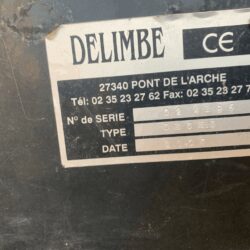 DELIMBE CE
27340 PONT DE L'ARCHE
Tél: 02 35 23 27 62 Fax: 02 35 23 27 7
N° de SERIE
TYPE
DATE